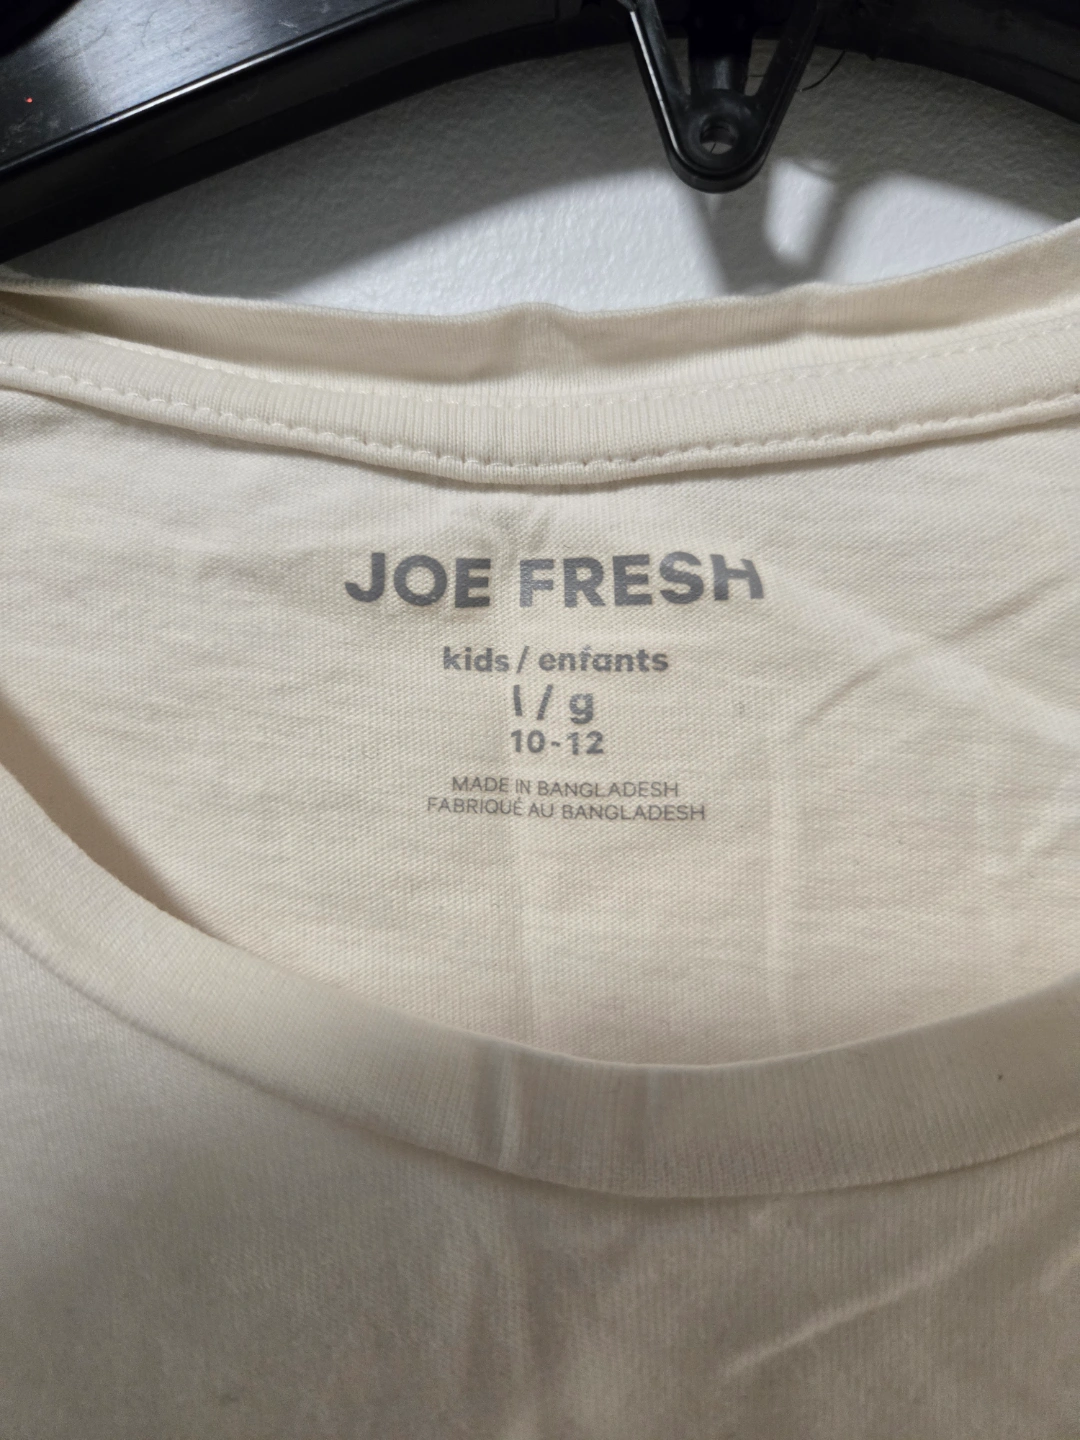 JOE FRESH
kids / enfants
l / g
10-12
MADE IN BANGLADESH
FABRIQUÉ AU BANGLADESH